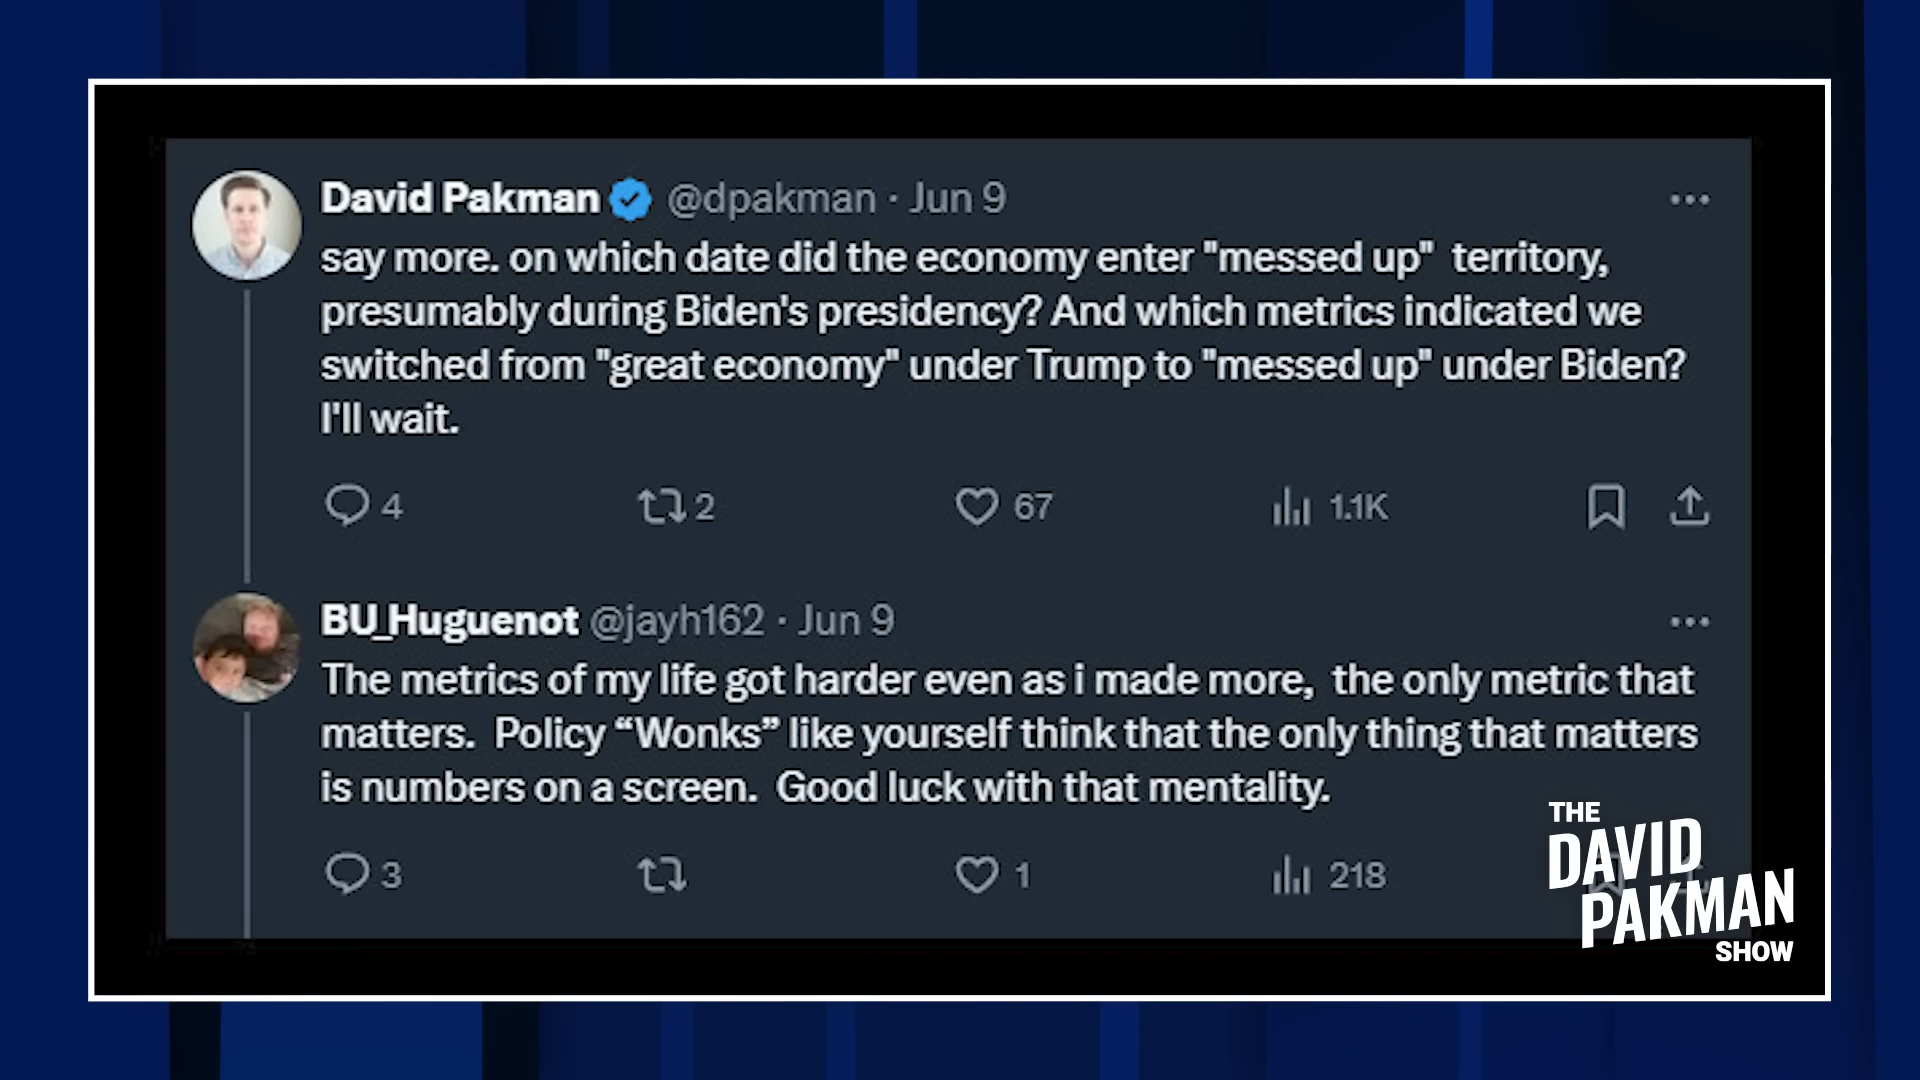 David Pakman @dpakman · Jun 9
say more. on which date did the economy enter "messed up"  territory,
presumably during Biden's presidency? And which metrics indicated we
switched from "great economy" under Trump to "messed up" under Biden?
I'll wait.
4 2 67 1.1K
BU_Huguenot @jayh162 · Jun 9
The metrics of my life got harder even as i made more,  the only metric that
matters.  Policy “Wonks” like yourself think that the only thing that matters
is numbers on a screen.  Good luck with that mentality.
3 1 218
THE
DAVID
PAKMAN
SHOW